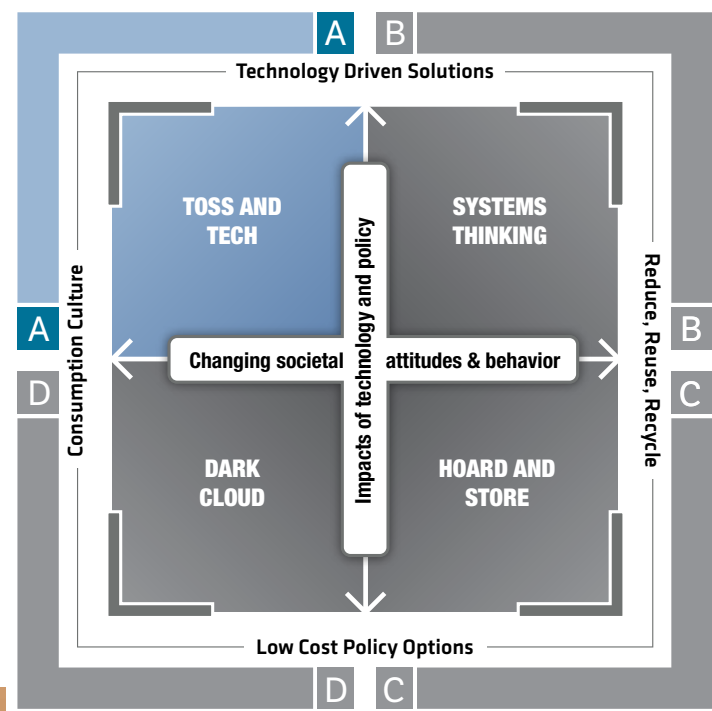 A
B
Technology Driven Solutions
TOSS AND
TECH
SYSTEMS
THINKING
Impacts of technology and policy
Consumption Culture
Reduce, Reuse, Recycle
A
B
Changing societal attitudes & behavior
D
C
DARK
CLOUD
HOARD AND
STORE
Low Cost Policy Options
D
C